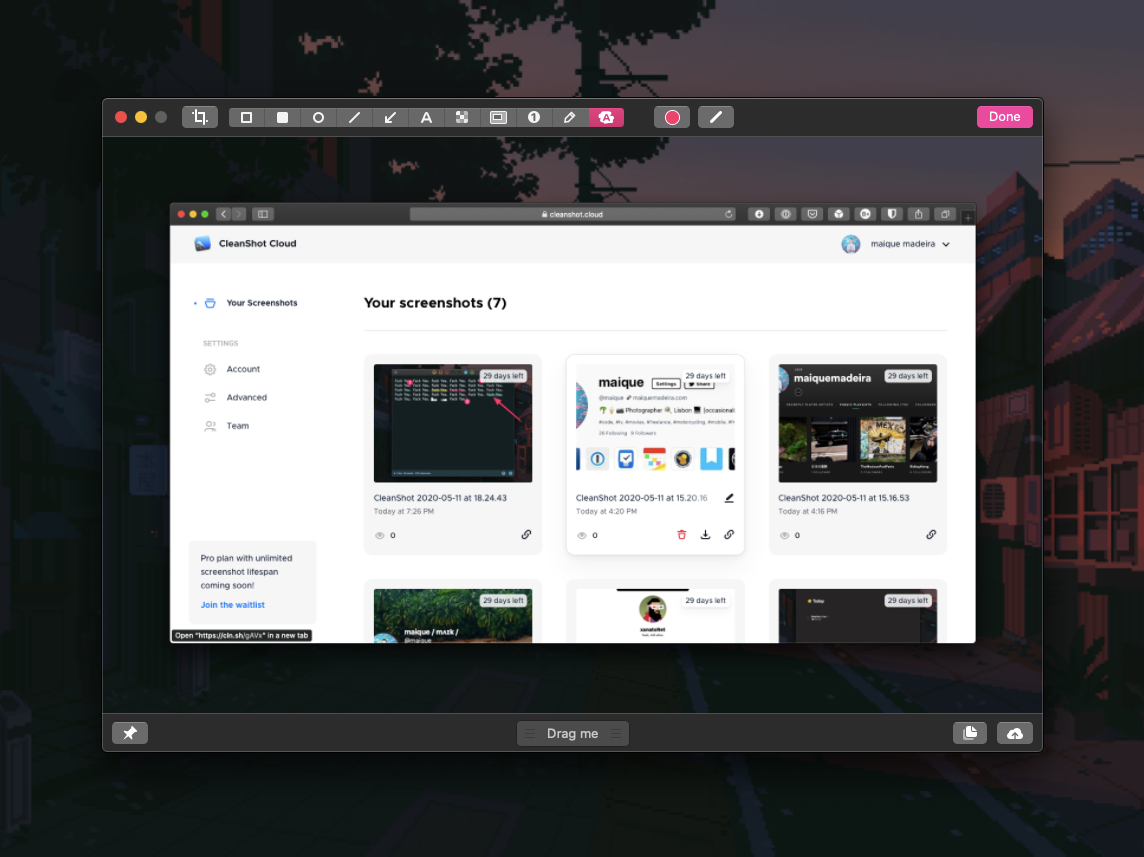 A
1
A
Done
cleanshot.cloud
CleanShot Cloud
maique madeira
Your Screenshots
Your screenshots (7)
SETTINGS
Account
Advanced
Team
29 days left
29 days left
maique
Settings
Share
@maique
maiquemadeira.com
Photographer
Lisbon
[occasional
26 Following 9 Followers
29 days left
maiquemadeira
CleanShot 2020-05-11 at 18.24.43
Today at 7:26 PM
0
CleanShot 2020-05-11 at 15.20.16
Today at 4:20 PM
0
CleanShot 2020-05-11 at 15.16.53
Today at 4:16 PM
0
Pro plan with unlimited
screenshot lifespan
coming soon!
Join the waitlist
29 days left
maique / mʌɪk /
@maique
29 days left
29 days left
Today
Open "https://cln.sh/gAVx" in a new tab
Drag me